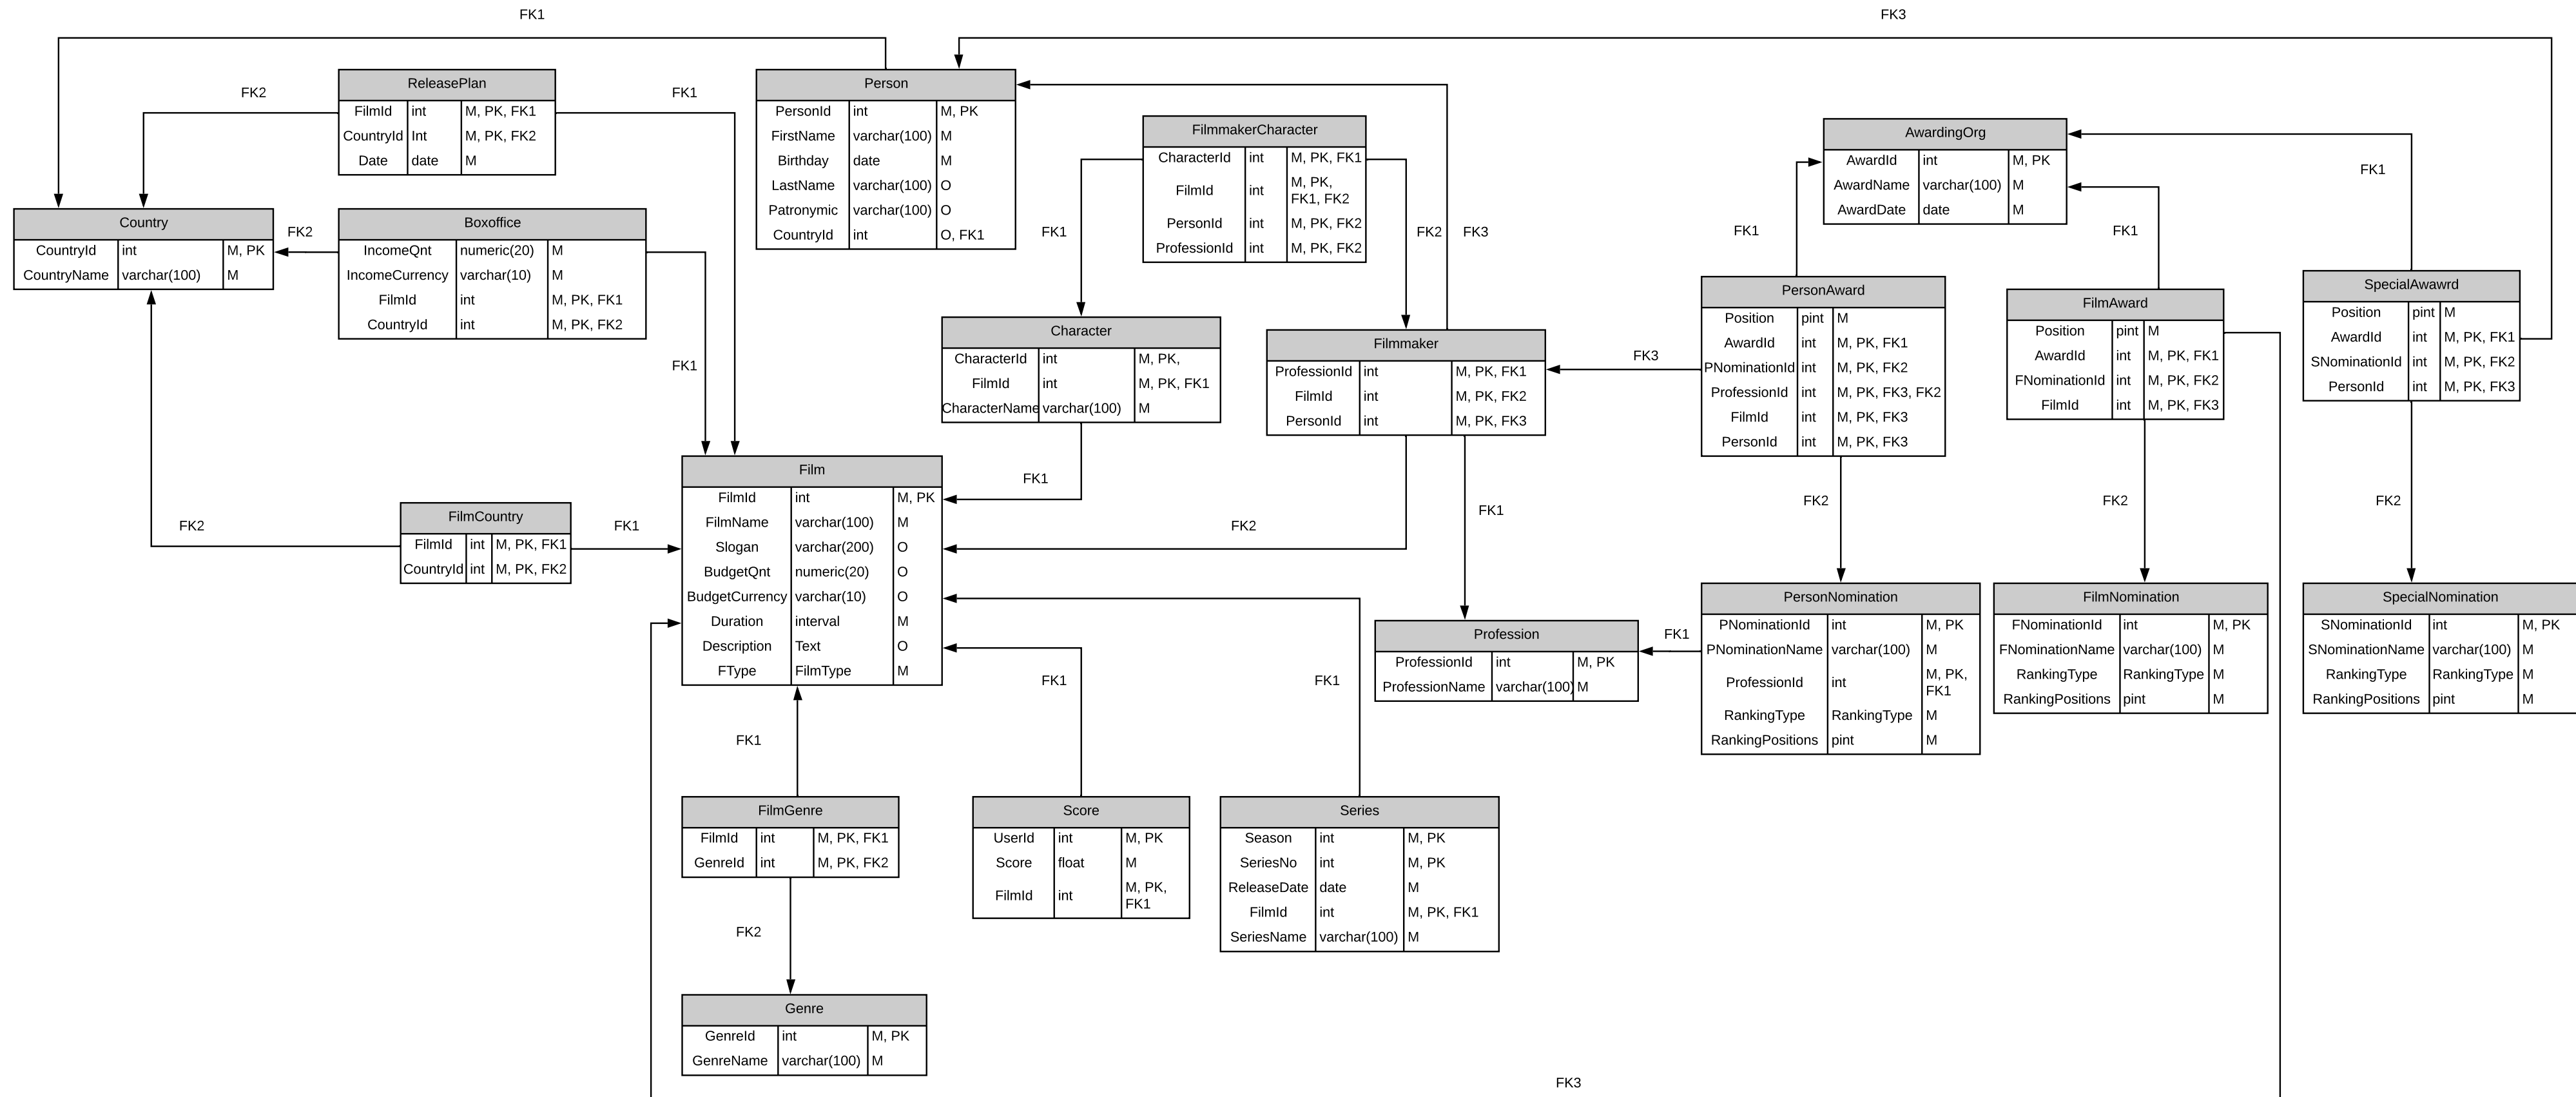 FK1
FK3
ReleasePlan
FilmId int M, PK, FK1
CountryId Int M, PK, FK2
Date date M
FK2
FK1
Person
PersonId int M, PK
FirstName varchar(100) M
Birthday date M
LastName varchar(100) O
Patronymic varchar(100) O
CountryId int O, FK1
FilmmakerCharacter
CharacterId int M, PK, FK1
FilmId int M, PK,
FK1, FK2
PersonId int M, PK, FK2
ProfessionId int M, PK, FK2
AwardingOrg
AwardId int M, PK
AwardName varchar(100) M
AwardDate date M
FK1
Country
CountryId int M, PK
CountryName varchar(100) M
FK2
Boxoffice
IncomeQnt numeric(20) M
IncomeCurrency varchar(10) M
FilmId int M, PK, FK1
CountryId int M, PK, FK2
FK1
FK1
FK2
FK3
FK1
FK1
Character
CharacterId int M, PK,
FilmId int M, PK, FK1
CharacterName varchar(100) M
Filmmaker
ProfessionId int M, PK, FK1
FilmId int M, PK, FK2
PersonId int M, PK, FK3
FK3
PersonAward
Position pint M
AwardId int M, PK, FK1
PNominationId int M, PK, FK2
ProfessionId int M, PK, FK3, FK2
FilmId int M, PK, FK3
PersonId int M, PK, FK3
FilmAward
Position pint M
AwardId int M, PK, FK1
FNominationId int M, PK, FK2
FilmId int M, PK, FK3
SpecialAwawrd
Position pint M
AwardId int M, PK, FK1
SNominationId int M, PK, FK2
PersonId int M, PK, FK3
Film
FilmId int M, PK
FilmName varchar(100) M
Slogan varchar(200) O
BudgetQnt numeric(20) O
BudgetCurrency varchar(10) O
Duration interval M
Description Text O
FType FilmType M
FK1
FilmCountry
FilmId int M, PK, FK1
CountryId int M, PK, FK2
FK2
FK1
FK2
FK1
FK2
FK2
FK2
Profession
ProfessionId int M, PK
ProfessionName varchar(100) M
FK1
PersonNomination
PNominationId int M, PK
PNominationName varchar(100) M
ProfessionId int M, PK,
FK1
RankingType RankingType M
RankingPositions pint M
FilmNomination
FNominationId int M, PK
FNominationName varchar(100) M
RankingType RankingType M
RankingPositions pint M
SpecialNomination
SNominationId int M, PK
SNominationName varchar(100) M
RankingType RankingType M
RankingPositions pint M
FK1
FK1
FK1
FilmGenre
FilmId int M, PK, FK1
GenreId int M, PK, FK2
Score
UserId int M, PK
Score float M
FilmId int M, PK,
FK1
Series
Season int M, PK
SeriesNo int M, PK
ReleaseDate date M
FilmId int M, PK, FK1
SeriesName varchar(100) M
FK2
Genre
GenreId int M, PK
GenreName varchar(100) M
FK3